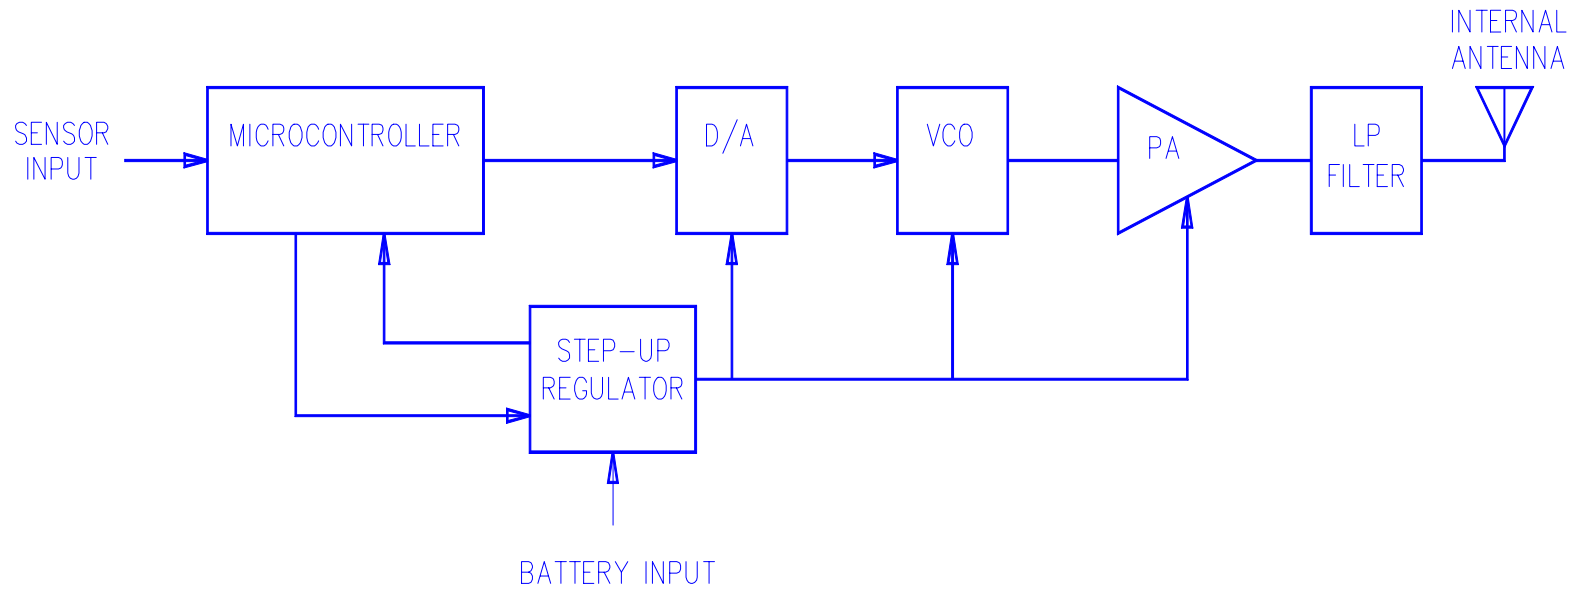 INTERNAL
ANTENNA
SENSOR
INPUT
MICROCONTROLLER
D/A
VCO
PA
LP
FILTER
STEP-UP
REGULATOR
BATTERY INPUT